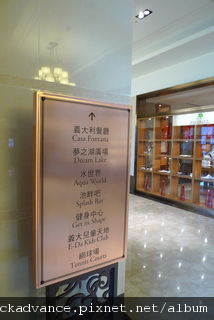 ↑
義大利餐廳
Casa Fontana
夢之湖廣場
Dream Lake
水世界
Aqua World
池畔吧
Splash Bar
健身中心
Get in Shape
義大兒童天地
E-Da Kids Club
網球場
Tennis Courts
ckadvance.pixnet.net/album